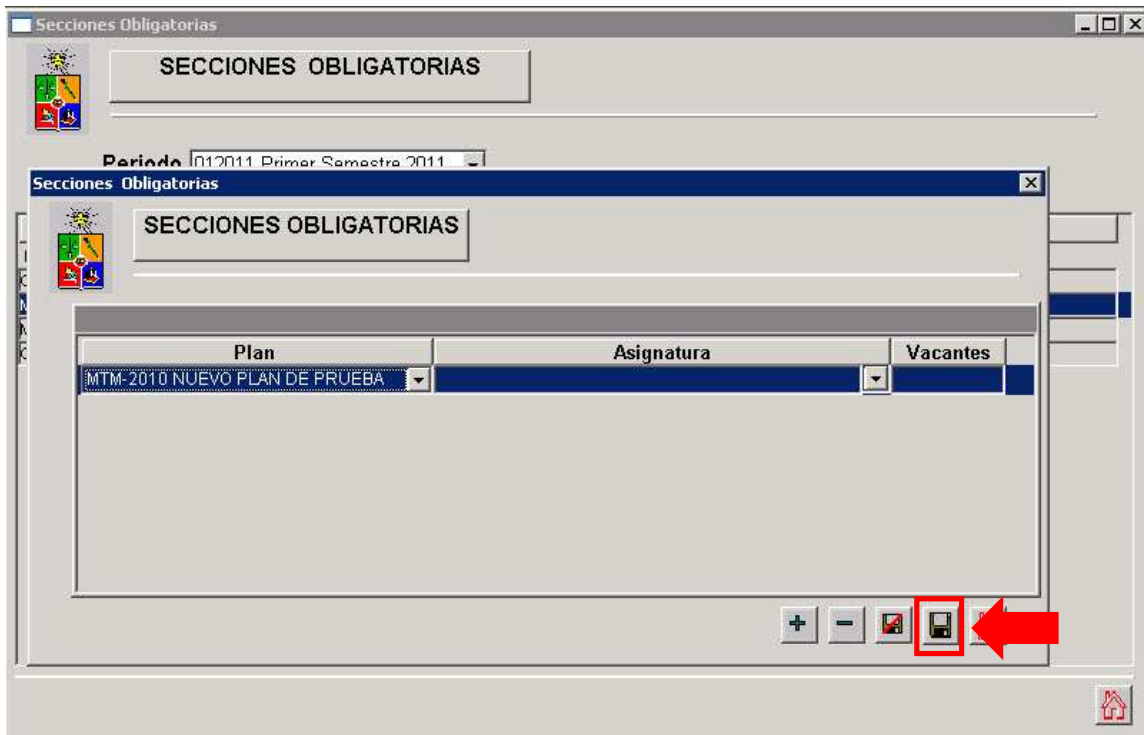 Secciones Obligatorias
SECCIONES OBLIGATORIAS
Periodo 012011 Primer Semestre 2011
Secciones Obligatorias
SECCIONES OBLIGATORIAS
Plan Asignatura Vacantes
MTM-2010 NUEVO PLAN DE PRUEBA